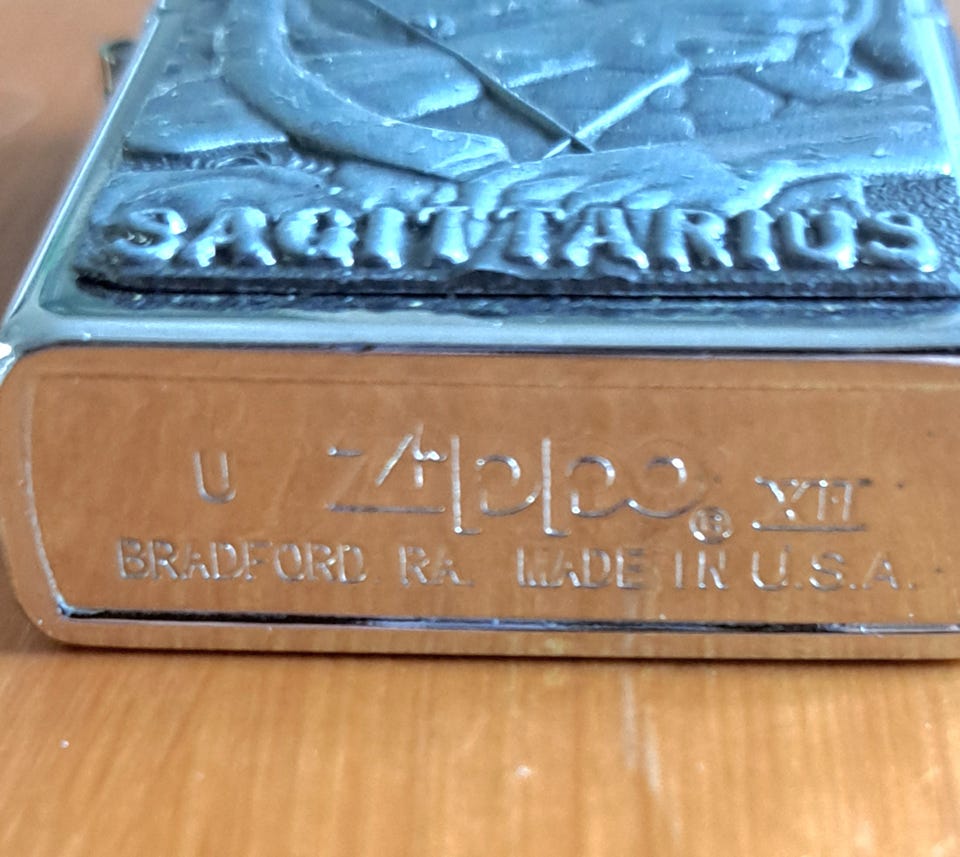 SAGITTARIUS
U Zippo ® XII
BRADFORD PA. MADE IN U.S.A.